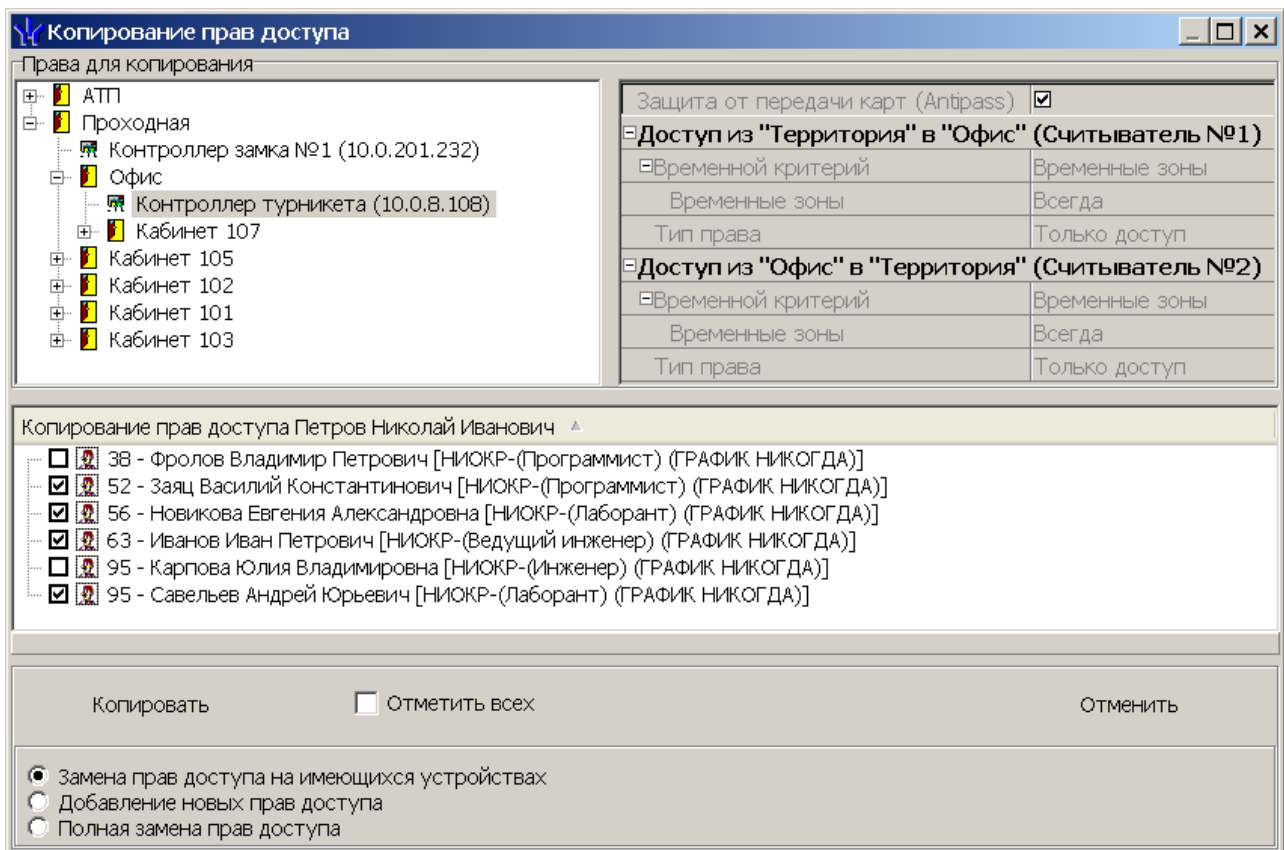 Копирование прав доступа
Права для копирования
АТП
Проходная
Контроллер замка №1 (10.0.201.232)
Офис
Контроллер турникета (10.0.8.108)
Кабинет 107
Кабинет 105
Кабинет 102
Кабинет 101
Кабинет 103
Защита от передачи карт (Antipass)
Доступ из "Территория" в "Офис" (Считыватель №1)
Временной критерий Временные зоны
Временные зоны Всегда
Тип права Только доступ
Доступ из "Офис" в "Территория" (Считыватель №2)
Временной критерий Временные зоны
Временные зоны Всегда
Тип права Только доступ
Копирование прав доступа Петров Николай Иванович
38 - Фролов Владимир Петрович [НИОКР-(Программист) (ГРАФИК НИКОГДА)]
52 - Заяц Василий Константинович [НИОКР-(Программист) (ГРАФИК НИКОГДА)]
56 - Новикова Евгения Александровна [НИОКР-(Лаборант) (ГРАФИК НИКОГДА)]
63 - Иванов Иван Петрович [НИОКР-(Ведущий инженер) (ГРАФИК НИКОГДА)]
95 - Карпова Юлия Владимировна [НИОКР-(Инженер) (ГРАФИК НИКОГДА)]
95 - Савельев Андрей Юрьевич [НИОКР-(Лаборант) (ГРАФИК НИКОГДА)]
Копировать Отметить всех Отменить
Замена прав доступа на имеющихся устройствах
Добавление новых прав доступа
Полная замена прав доступа